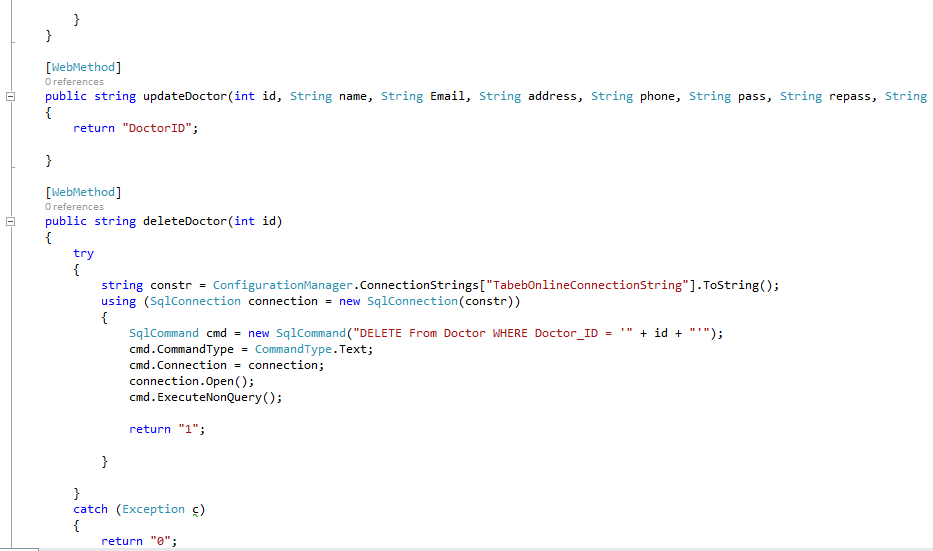 }
}
[WebMethod]
0 references
public string updateDoctor(int id, String name, String Email, String address, String phone, String pass, String repass, String
{
return "DoctorID";
}
[WebMethod]
0 references
public string deleteDoctor(int id)
{
try
{
string constr = ConfigurationManager.ConnectionStrings["TabebOnlineConnectionString"].ToString();
using (SqlConnection connection = new SqlConnection(constr))
{
SqlCommand cmd = new SqlCommand("DELETE From Doctor WHERE Doctor_ID = '" + id + "'");
cmd.CommandType = CommandType.Text;
cmd.Connection = connection;
connection.Open();
cmd.ExecuteNonQuery();
return "1";
}
}
catch (Exception ç)
{
return "0";